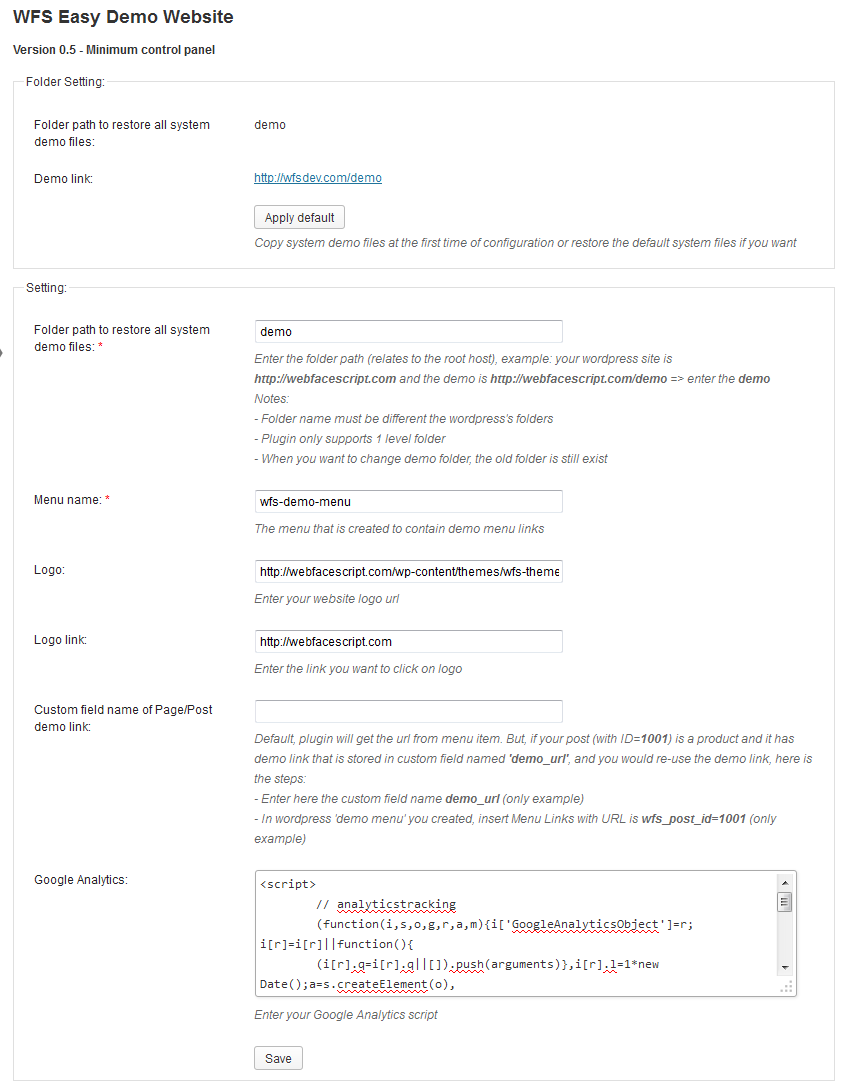 WFS Easy Demo Website
Version 0.5 - Minimum control panel
Folder Setting:
Folder path to restore all system
demo files:
demo
Demo link:
http://wfsdev.com/demo
Apply default
Copy system demo files at the first time of configuration or restore the default system files if you want
Setting:
Folder path to restore all system
demo files: *
demo
Enter the folder path (relates to the root host), example: your wordpress site is
http://webfacescript.com and the demo is http://webfacescript.com/demo => enter the demo
Notes:
- Folder name must be different the wordpress's folders
- Plugin only supports 1 level folder
- When you want to change demo folder, the old folder is still exist
Menu name: *
wfs-demo-menu
The menu that is created to contain demo menu links
Logo:
http://webfacescript.com/wp-content/themes/wfs-theme
Enter your website logo url
Logo link:
http://webfacescript.com
Enter the link you want to click on logo
Custom field name of Page/Post
demo link:
Default, plugin will get the url from menu item. But, if your post (with ID=1001) is a product and it has
demo link that is stored in custom field named 'demo_url', and you would re-use the demo link, here is
the steps:
- Enter here the custom field name demo_url (only example)
- In wordpress 'demo menu' you created, insert Menu Links with URL is wfs_post_id=1001 (only
example)
Google Analytics:
<script>
// analyticstracking
(function(i,s,o,g,r,a,m){i['GoogleAnalyticsObject']=r;
i[r]=i[r]||function(){
(i[r].q=i[r].q||[]).push(arguments)},i[r].l=1*new
Date();a=s.createElement(o),
Enter your Google Analytics script
Save